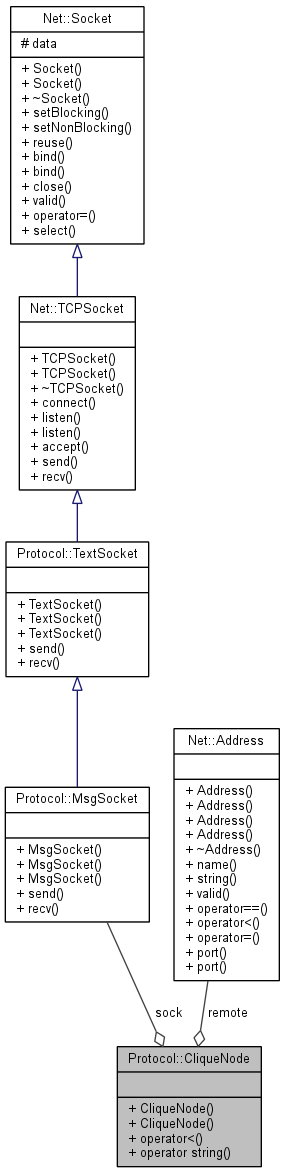 Net::Socket
# data
+ Socket()
+ Socket()
+ ~Socket()
+ setBlocking()
+ setNonBlocking()
+ reuse()
+ bind()
+ bind()
+ close()
+ valid()
+ operator=()
+ select()
Net::TCPSocket
+ TCPSocket()
+ TCPSocket()
+ ~TCPSocket()
+ connect()
+ listen()
+ listen()
+ accept()
+ send()
+ recv()
Protocol::TextSocket
+ TextSocket()
+ TextSocket()
+ TextSocket()
+ send()
+ recv()
Protocol::MsgSocket
+ MsgSocket()
+ MsgSocket()
+ MsgSocket()
+ send()
+ recv()
Net::Address
+ Address()
+ Address()
+ Address()
+ Address()
+ ~Address()
+ name()
+ string()
+ valid()
+ operator==()
+ operator<()
+ operator=()
+ port()
+ port()
sock
remote
Protocol::CliqueNode
+ CliqueNode()
+ CliqueNode()
+ operator<()
+ operator string()